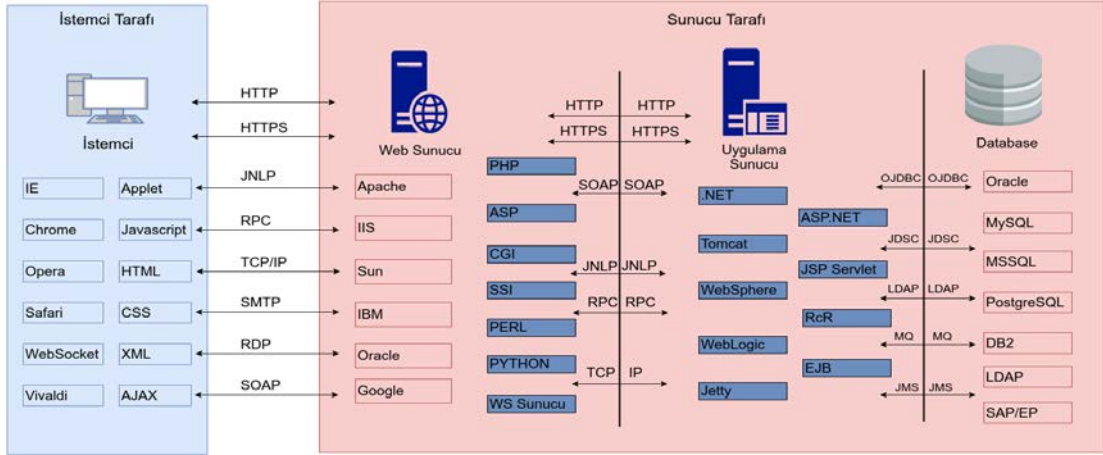 İstemci Tarafı
İstemci
IE
Applet
Chrome
Javascript
Opera
HTML
Safari
CSS
WebSocket
XML
Vivaldi
AJAX
HTTP
HTTPS
JNLP
RPC
TCP/IP
SMTP
RDP
SOAP
Sunucu Tarafı
Web Sunucu
Apache
IIS
Sun
IBM
Oracle
Google
PHP
ASP
CGI
SSI
PERL
PYTHON
WS Sunucu
HTTP HTTP
HTTPS HTTPS
SOAP SOAP
JNLP JNLP
RPC RPC
TCP IP
Uygulama
Sunucu
.NET
ASP.NET
Tomcat
JSP Servlet
WebSphere
RcR
WebLogic
EJB
Jetty
OJDBC OJDBC
JDSC JDSC
LDAP LDAP
MQ MQ
JMS JMS
Database
Oracle
MySQL
MSSQL
PostgreSQL
DB2
LDAP
SAP/EP